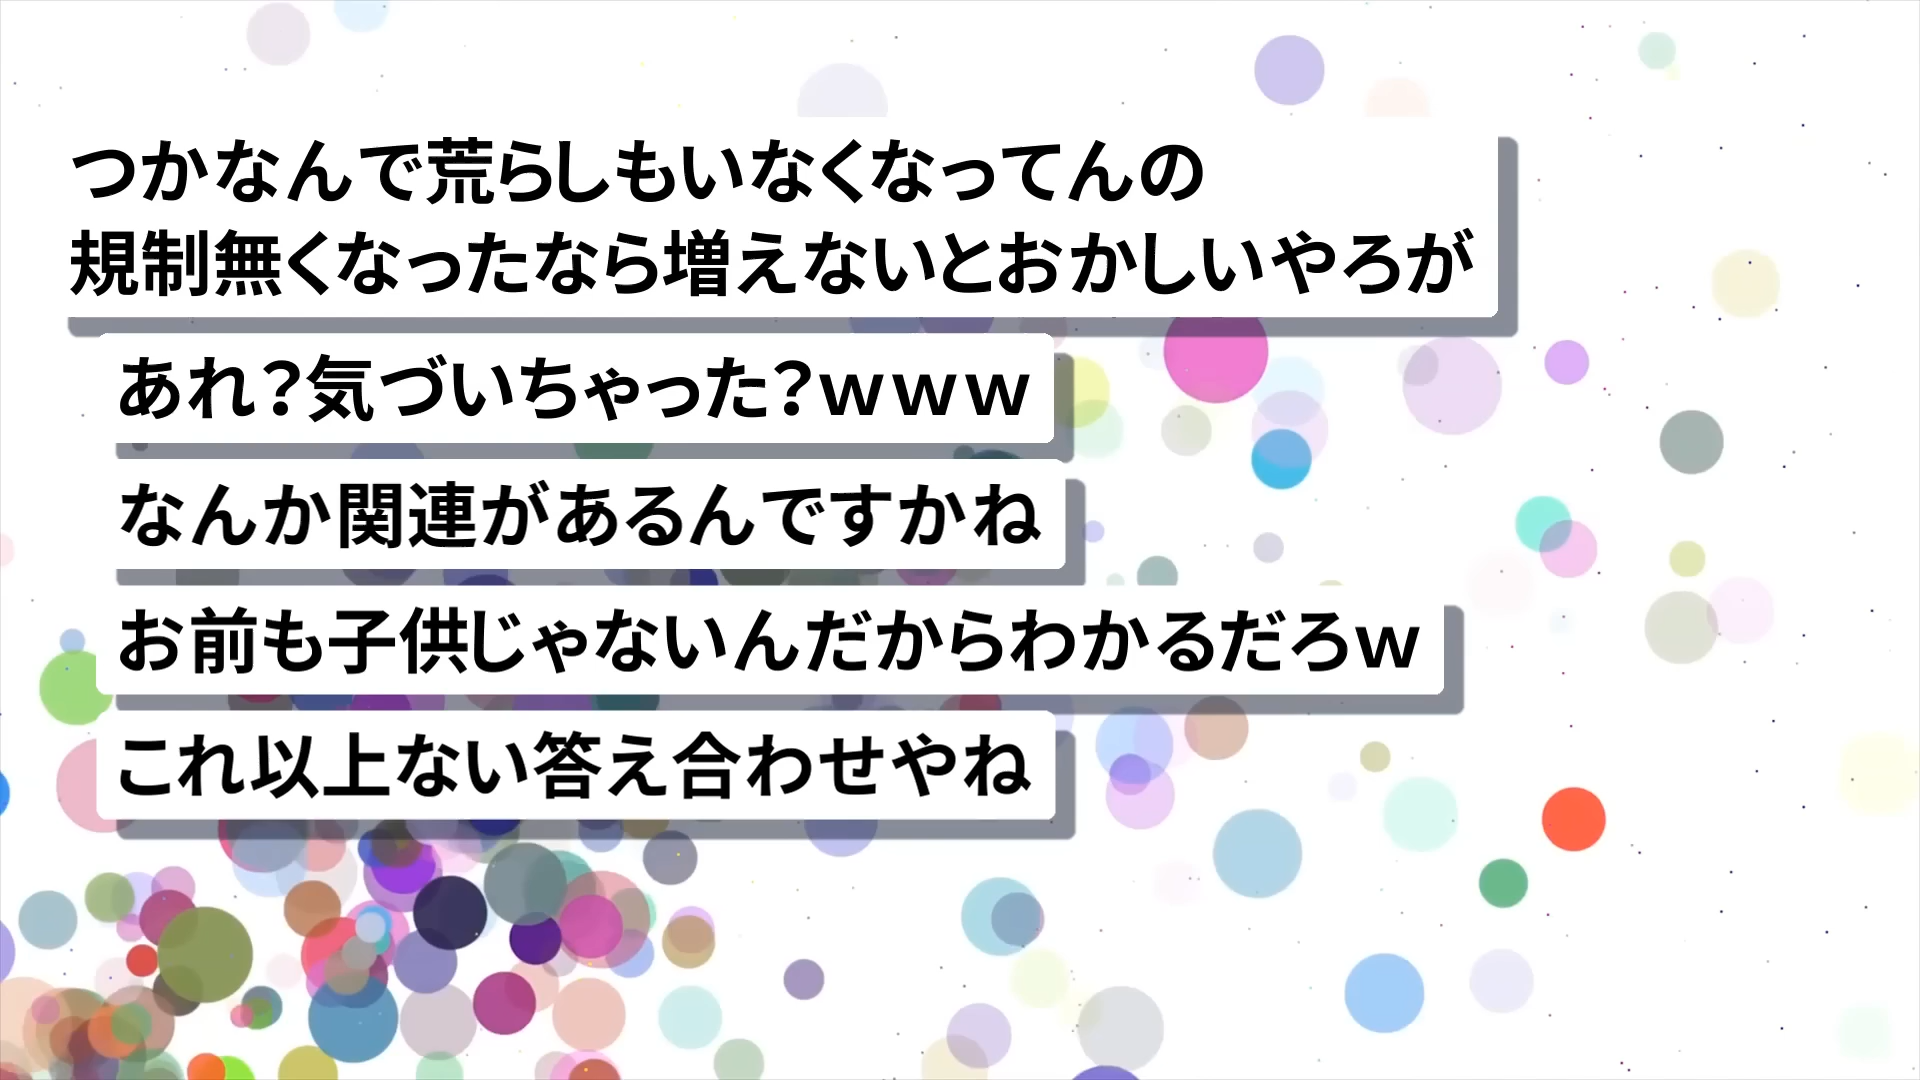 つかなんで荒らしもいなくなってんの
規制無くなったなら増えないとおかしいやろが
あれ？気づいちゃった？ｗｗｗ
なんか関連があるんですかね
お前も子供じゃないんだからわかるだろｗ
これ以上ない答え合わせやね